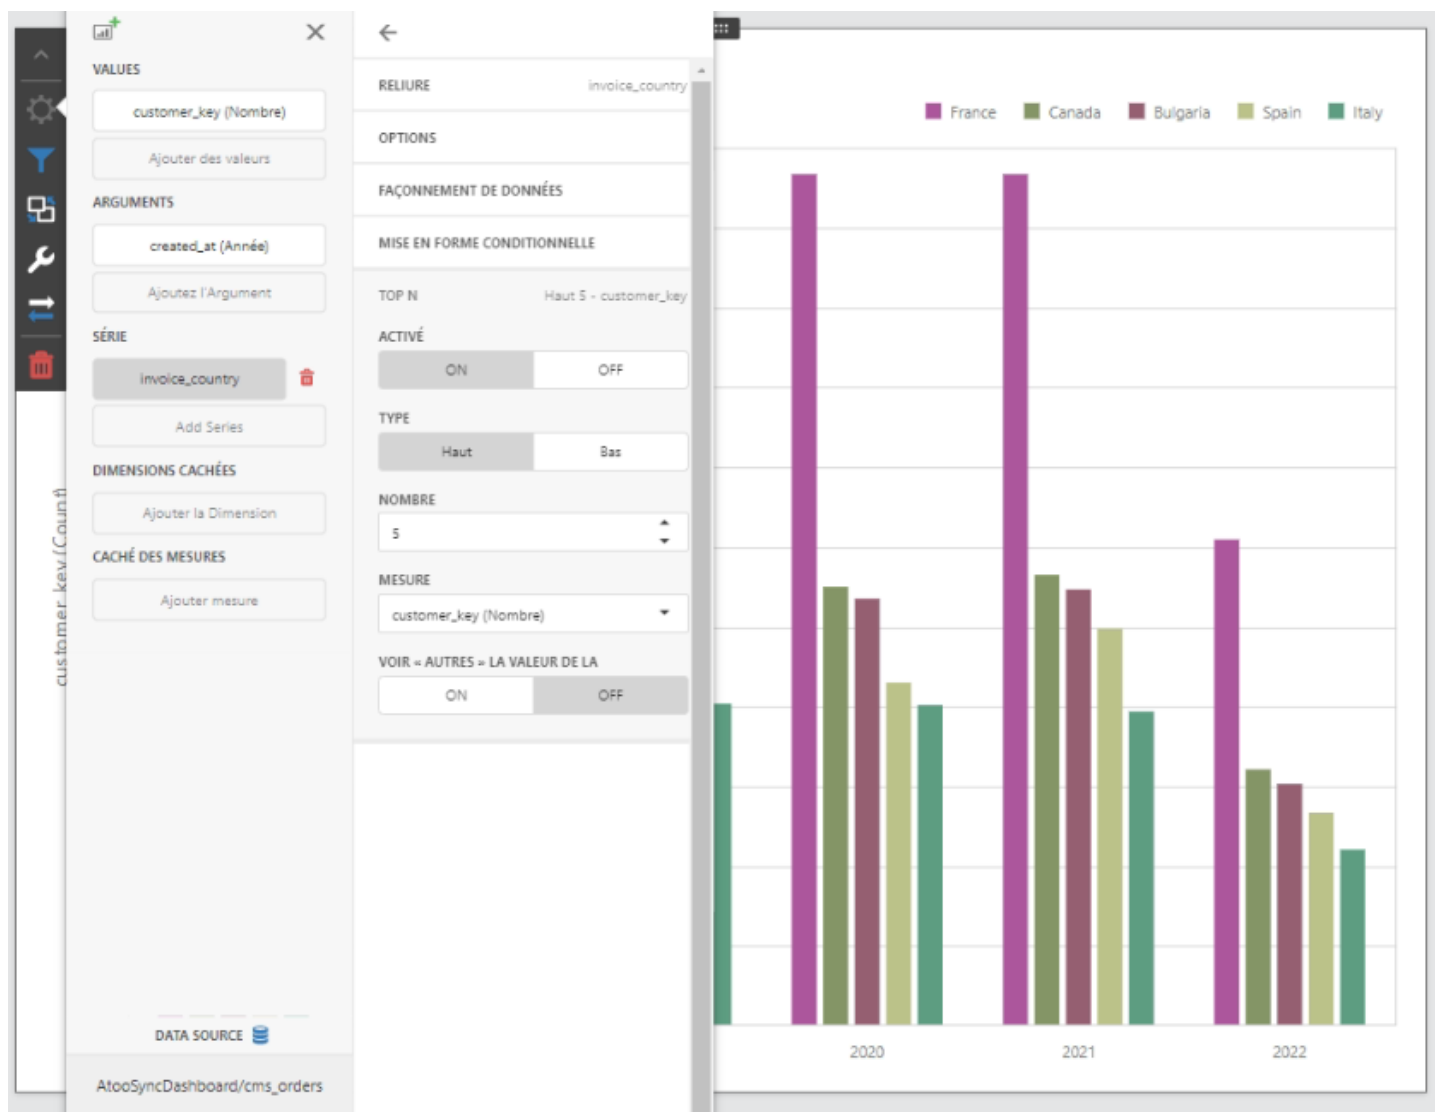 VALUES
customer_key (Nombre)
Ajouter des valeurs
ARGUMENTS
created_at (Année)
Ajoutez l'Argument
SÉRIE
invoice_country
Add Series
DIMENSIONS CACHÉES
Ajouter la Dimension
CACHÉ DES MESURES
Ajouter mesure
DATA SOURCE
AtooSyncDashboard/cms_orders
RELIURE invoice_country
OPTIONS
FAÇONNEMENT DE DONNÉES
MISE EN FORME CONDITIONNELLE
TOP N Haut 5 - customer_key
ACTIVÉ
ON OFF
TYPE
Haut Bas
NOMBRE
5
MESURE
customer_key (Nombre)
VOIR « AUTRES » LA VALEUR DE LA
ON OFF
customer_key (Count)
France Canada Bulgaria Spain Italy
2020 2021 2022